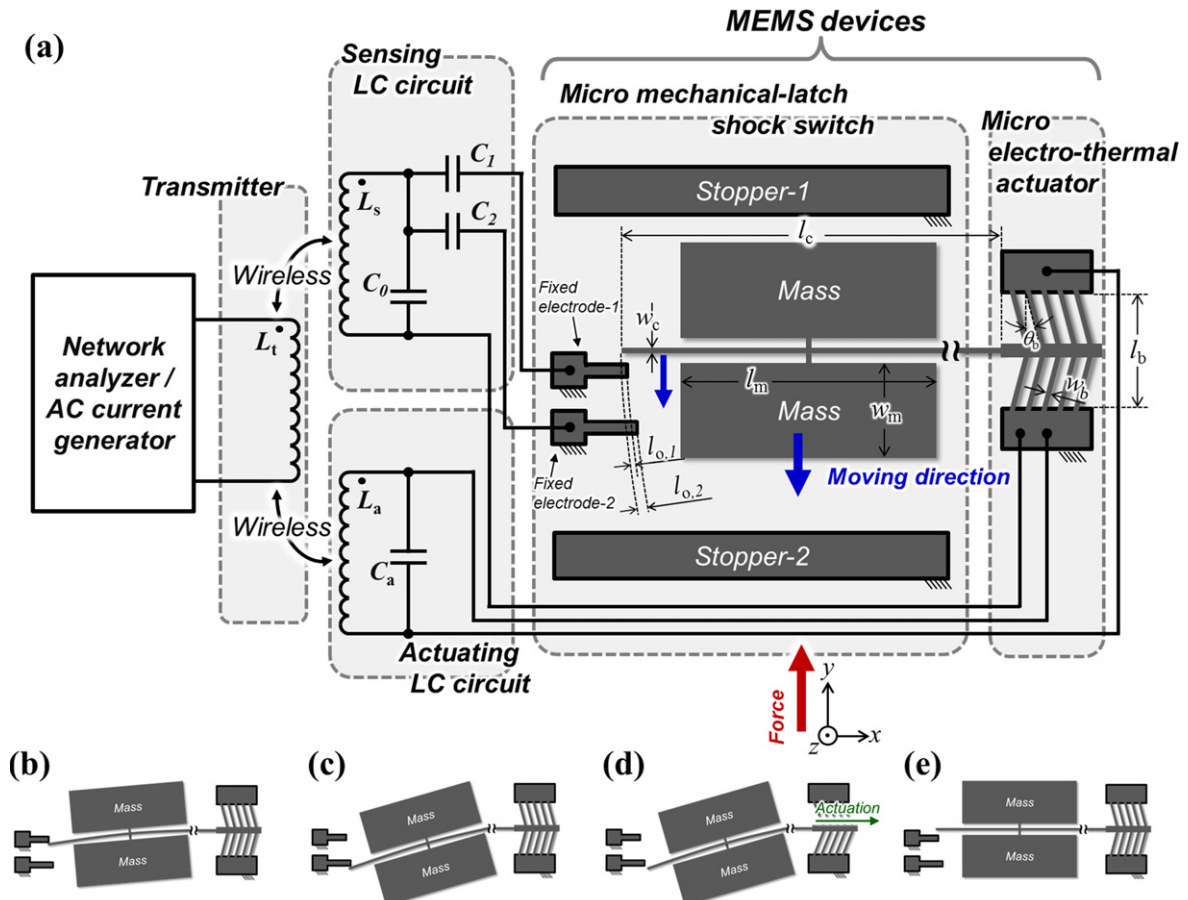 (a)
MEMS devices
Sensing
LC circuit
Micro mechanical-latch
shock switch
Micro
electro-thermal
actuator
Transmitter
C1
Ls
C2
Stopper-1
lc
Wireless
C0
Fixed
electrode-1
Mass
wc
θb
lb
Lt
Network
analyzer /
AC current
generator
lm
Mass
wm
wb
lo,1
lo,2
Fixed
electrode-2
Moving direction
Wireless
La
Ca
Stopper-2
Actuating
LC circuit
Force
y
z
x
(b)
Mass
Mass
(c)
Mass
Mass
(d)
Mass
Mass
Actuation
(e)
Mass
Mass